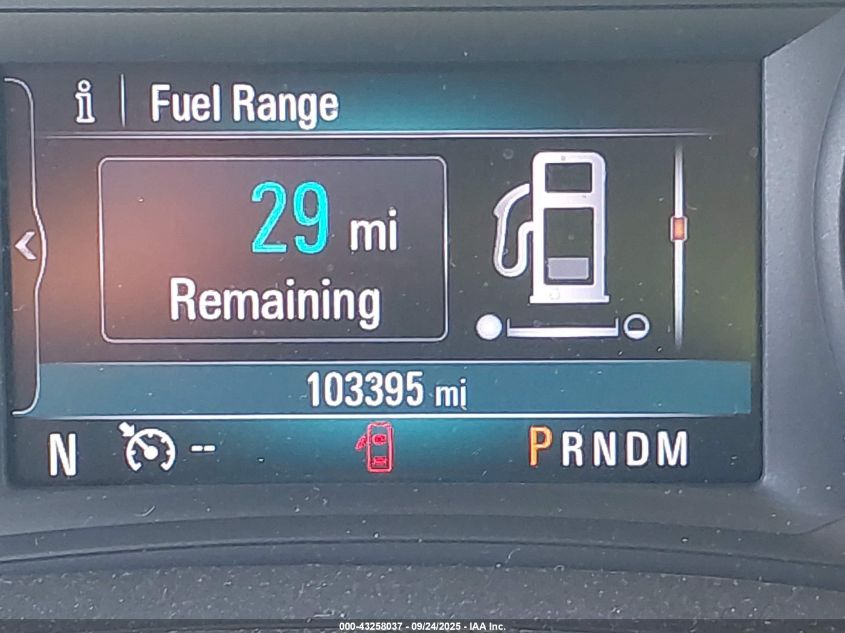 i | Fuel Range
29 mi
Remaining
103395 mi
N -- PRNDM
000-43258037 - 09/24/2025 - IAA Inc.